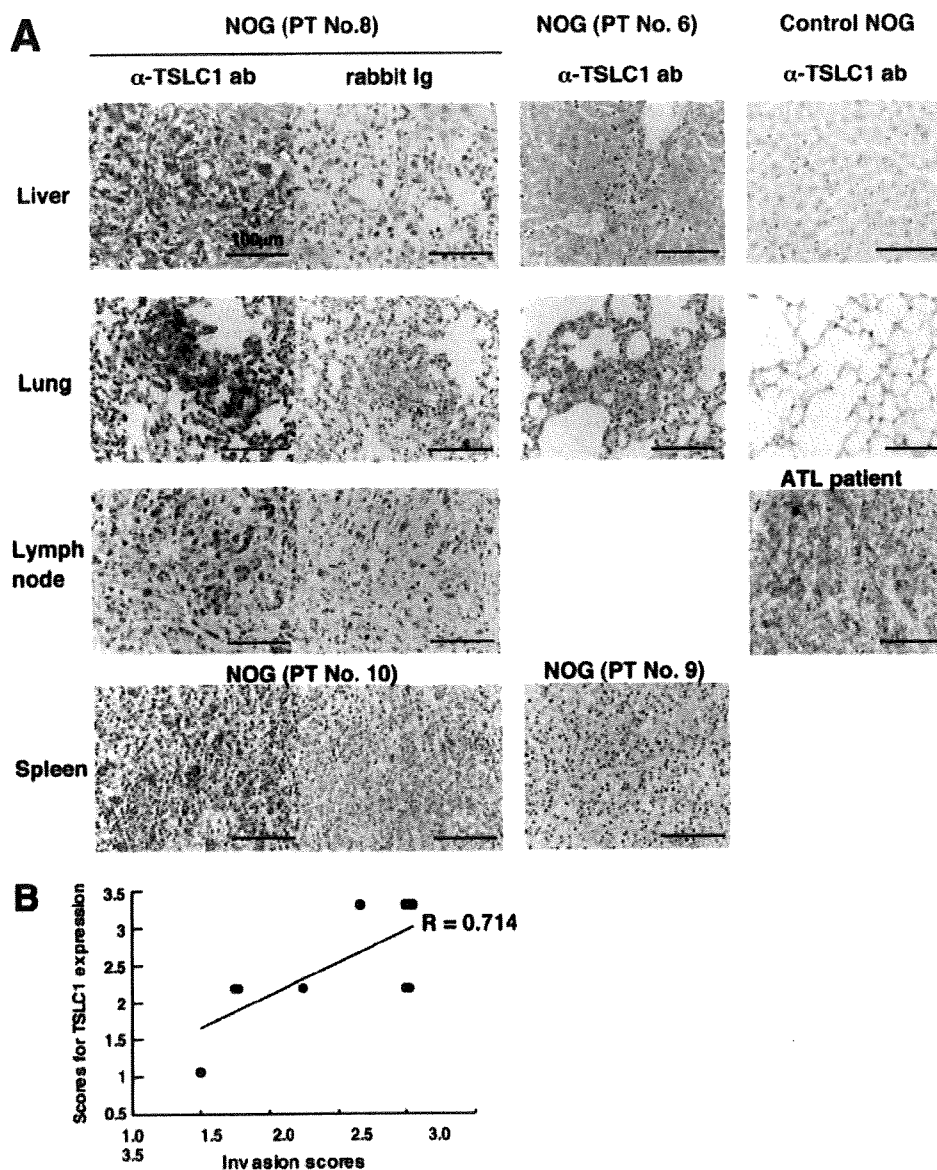 A
NOG (PT No.8) NOG (PT No. 6) Control NOG
α-TSLC1 ab rabbit Ig α-TSLC1 ab α-TSLC1 ab
Liver
100μm
Lung
ATL patient
Lymph
node
NOG (PT No. 10) NOG (PT No. 9)
Spleen
B
Scores for TSLC1 expression
3.5
3
2.5
2
1.5
1
0.5
R = 0.714
1.0 1.5 2.0 2.5 3.0
3.5
Invasion scores